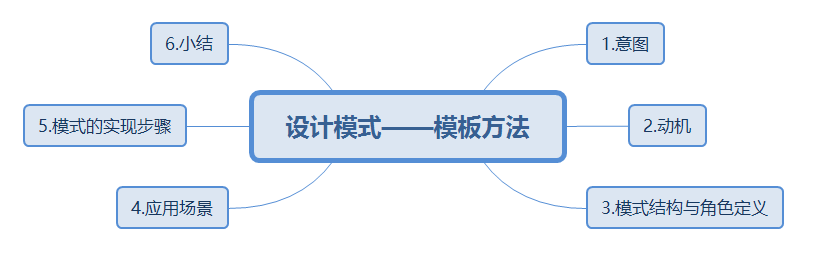 设计模式——模板方法
1.意图
2.动机
3.模式结构与角色定义
4.应用场景
5.模式的实现步骤
6.小结